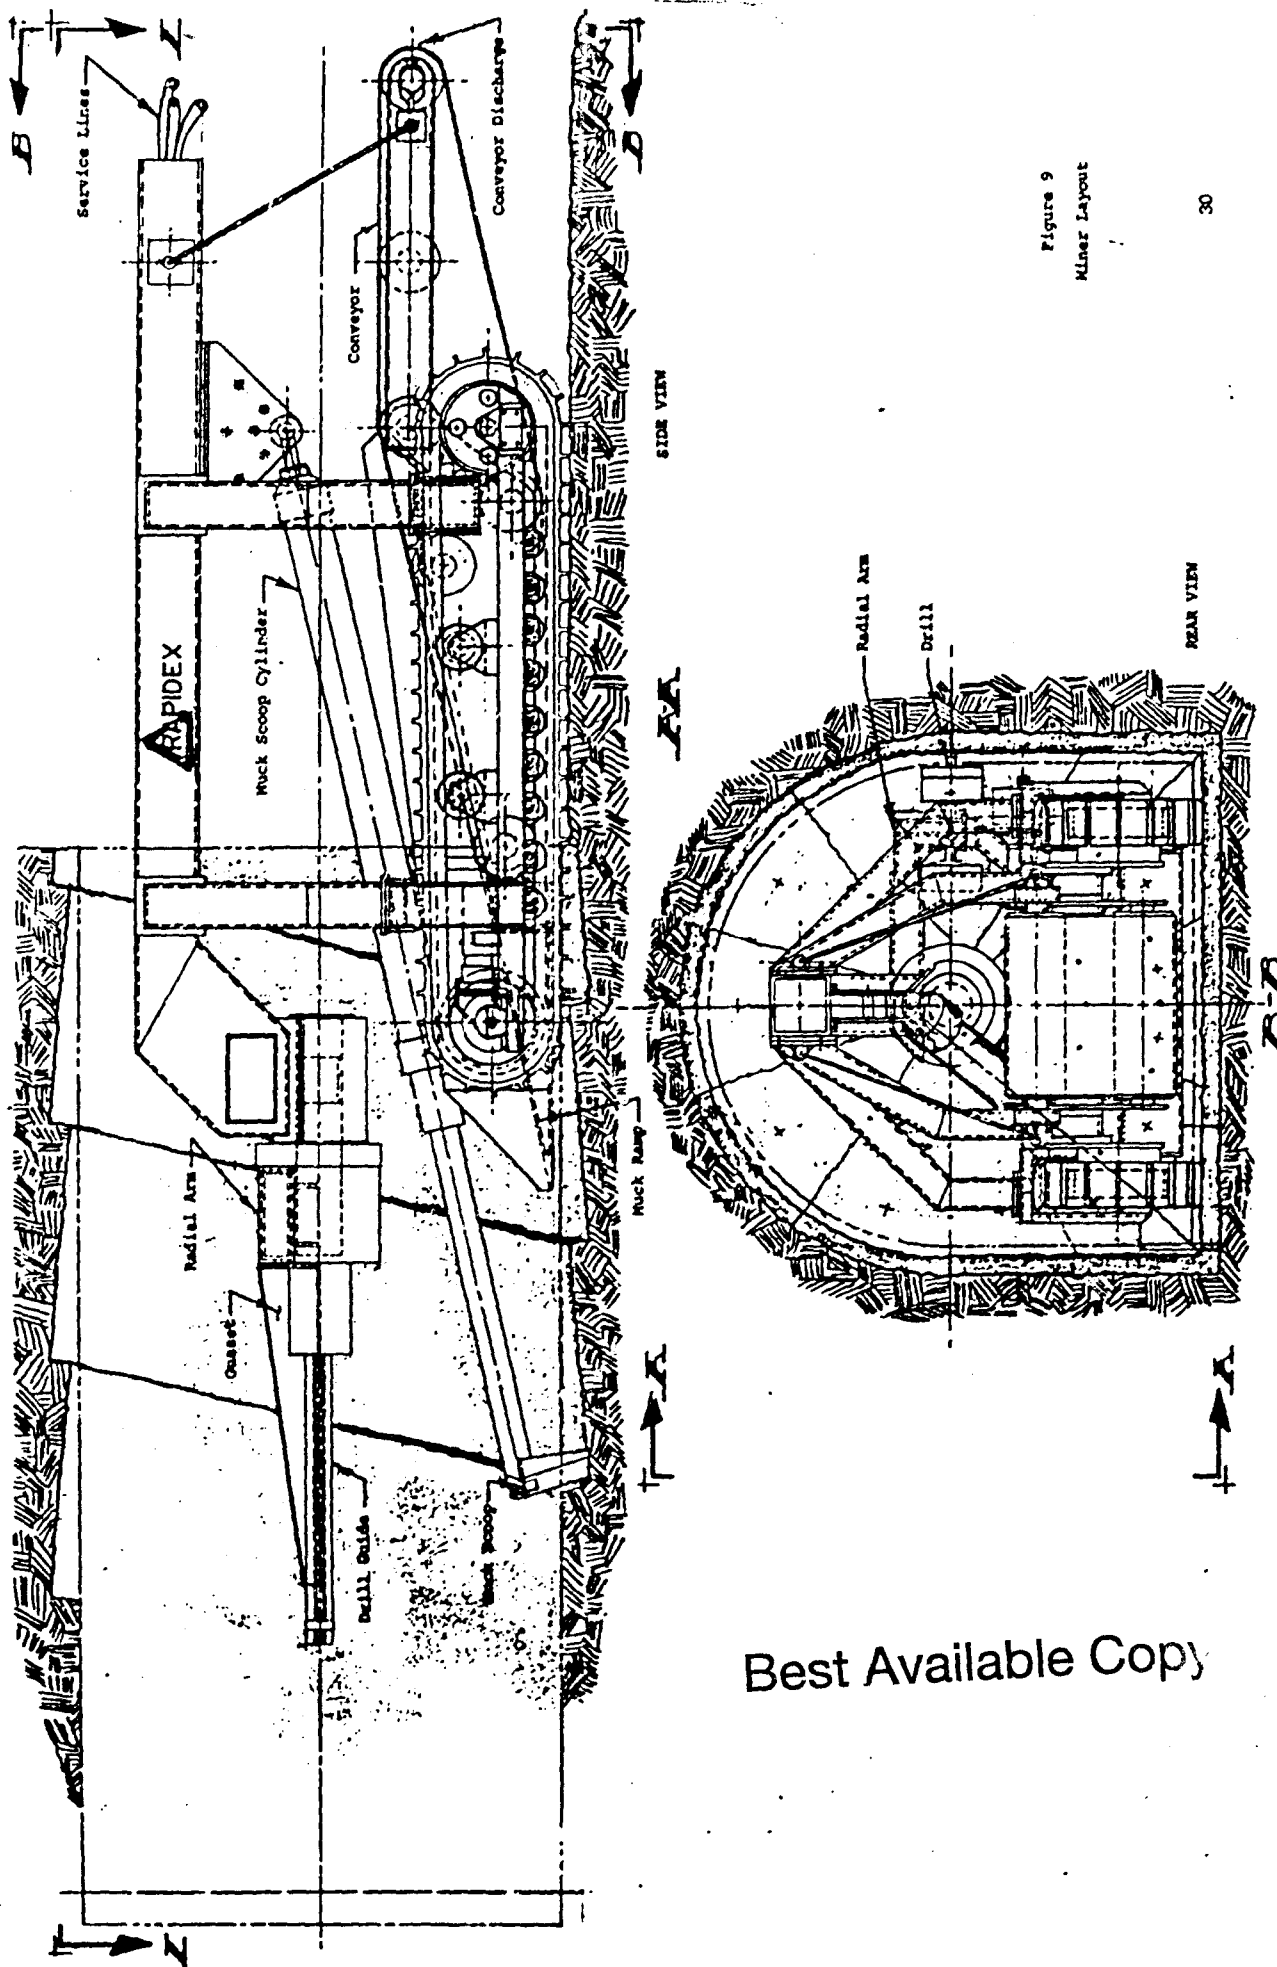 B
Service Lines
Conveyor Discharge
B
Conveyor
RAPIDEX
Muck Scoop Cylinder
SIDE VIEW
A-A
Radial Arm
Gusset
Drill Guide
Muck Scoop
Muck Ramp
A
A
Radial Arm
Drill
REAR VIEW
B-B
Figure 9
Miner Layout
30
Best Available Copy